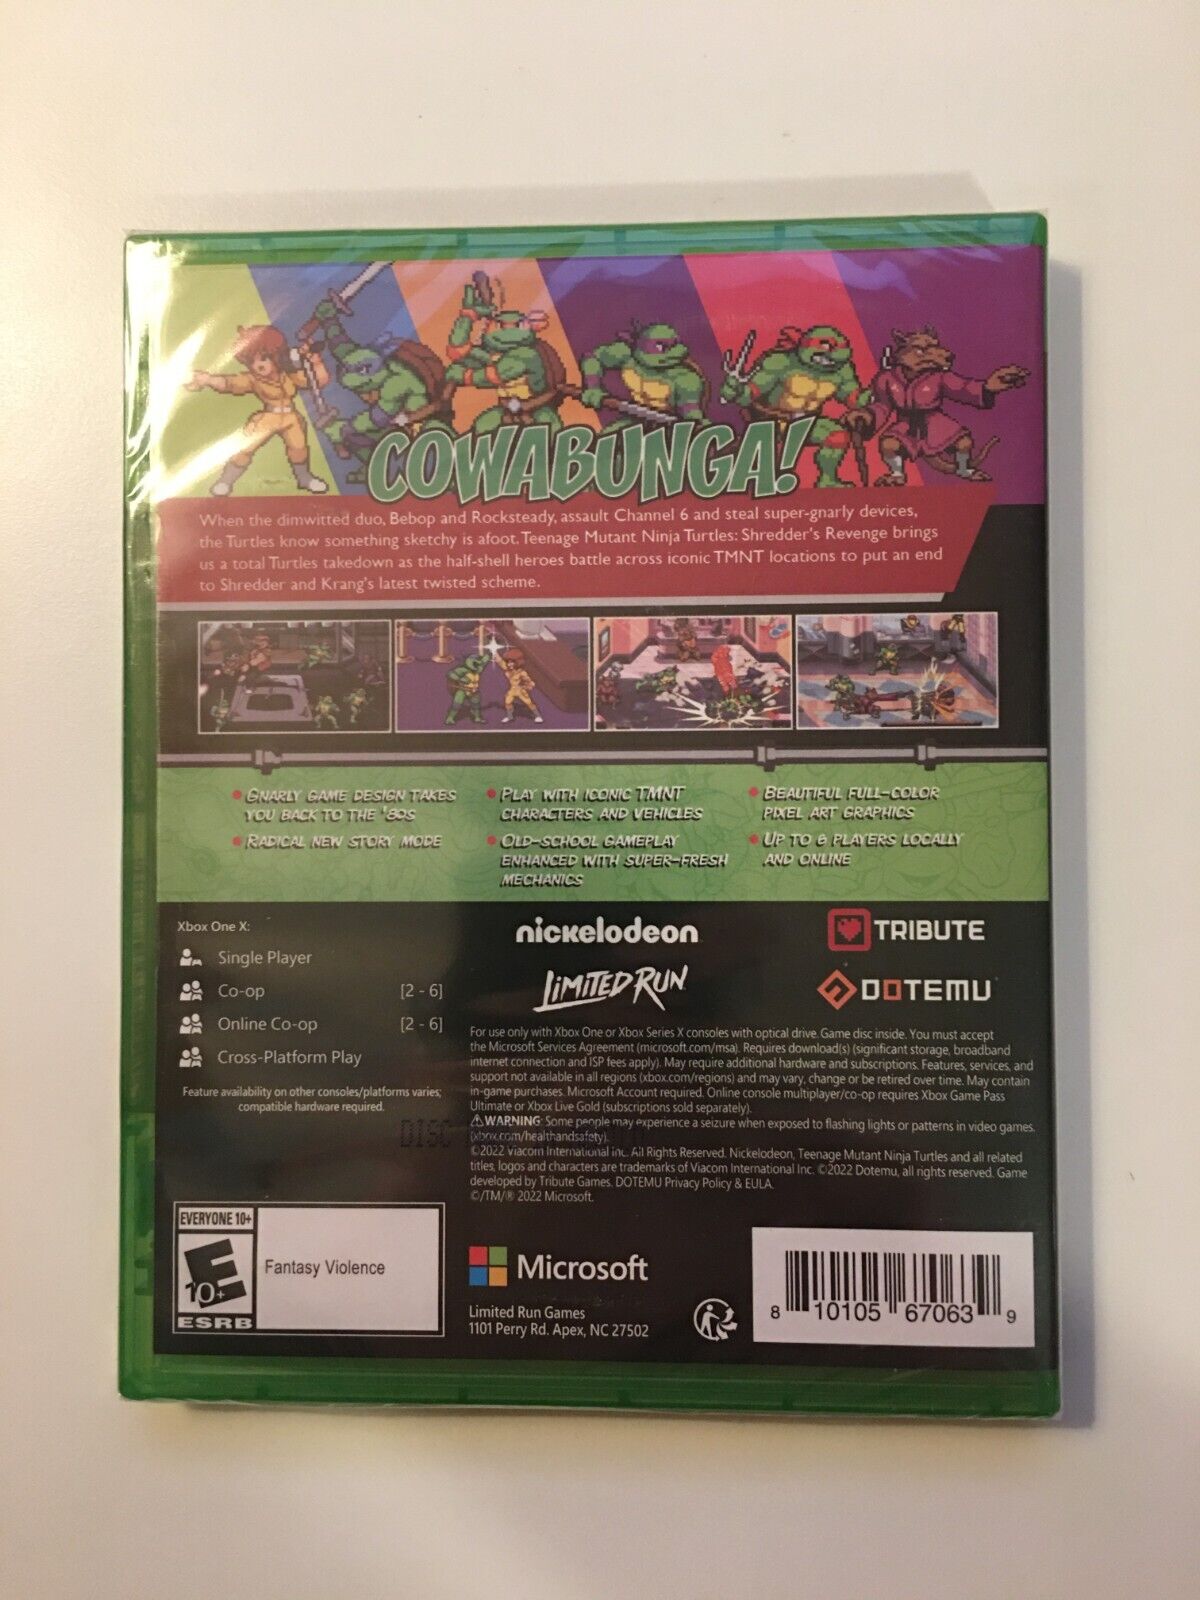 COWABUNGA!
When the dimwitted duo, Bebop and Rocksteady, assault Channel 6 and steal super-gnarly devices,
the Turtles know something sketchy is afoot. Teenage Mutant Ninja Turtles: Shredder's Revenge brings
us a total Turtles takedown as the half-shell heroes battle across iconic TMNT locations to put an end
to Shredder and Krang's latest twisted scheme.
• GNARLY GAME DESIGN TAKES
YOU BACK TO THE '80S
• RADICAL NEW STORY MODE
• PLAY WITH ICONIC TMNT
CHARACTERS AND VEHICLES
• OLD-SCHOOL GAMEPLAY
ENHANCED WITH SUPER-FRESH
MECHANICS
• BEAUTIFUL FULL-COLOR
PIXEL ART GRAPHICS
• UP TO 6 PLAYERS LOCALLY
AND ONLINE
Xbox One X:
Single Player
Co-op [2 - 6]
Online Co-op [2 - 6]
Cross-Platform Play
Feature availability on other consoles/platforms varies;
compatible hardware required.
nickelodeon
LIMITED RUN
TRIBUTE
DOTEMU
For use only with Xbox One or Xbox Series X consoles with optical drive. Game disc inside. You must accept
the Microsoft Services Agreement (microsoft.com/msa). Requires download(s) (significant storage, broadband
internet connection and ISP fees apply). May require additional hardware and subscriptions. Features, services, and
support not available in all regions (xbox.com/regions) and may vary, change or be retired over time. May contain
in-game purchases. Microsoft Account required. Online console multiplayer/co-op requires Xbox Game Pass
Ultimate or Xbox Live Gold (subscriptions sold separately).
⚠WARNING: Some people may experience a seizure when exposed to flashing lights or patterns in video games.
(xbox.com/healthandsafety).
DISC
©2022 Viacom International Inc. All Rights Reserved. Nickelodeon, Teenage Mutant Ninja Turtles and all related
titles, logos and characters are trademarks of Viacom International Inc. ©2022 Dotemu, all rights reserved. Game
developed by Tribute Games. DOTEMU Privacy Policy & EULA.
©/TM/® 2022 Microsoft.
EVERYONE 10+
E
10+
ESRB
Fantasy Violence
Microsoft
Limited Run Games
1101 Perry Rd. Apex, NC 27502
8 10105 67063 9